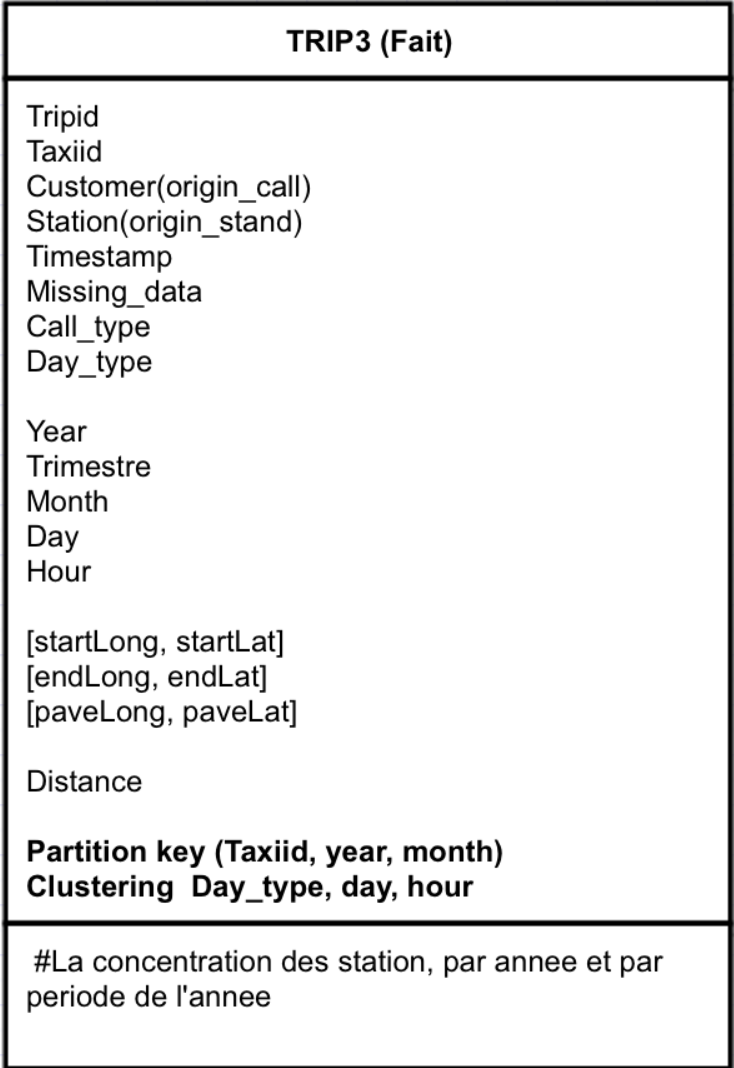 TRIP3 (Fait)
Tripid
Taxiid
Customer(origin_call)
Station(origin_stand)
Timestamp
Missing_data
Call_type
Day_type
Year
Trimestre
Month
Day
Hour
[startLong, startLat]
[endLong, endLat]
[paveLong, paveLat]
Distance
Partition key (Taxiid, year, month)
Clustering  Day_type, day, hour
#La concentration des station, par annee et par
periode de l'annee